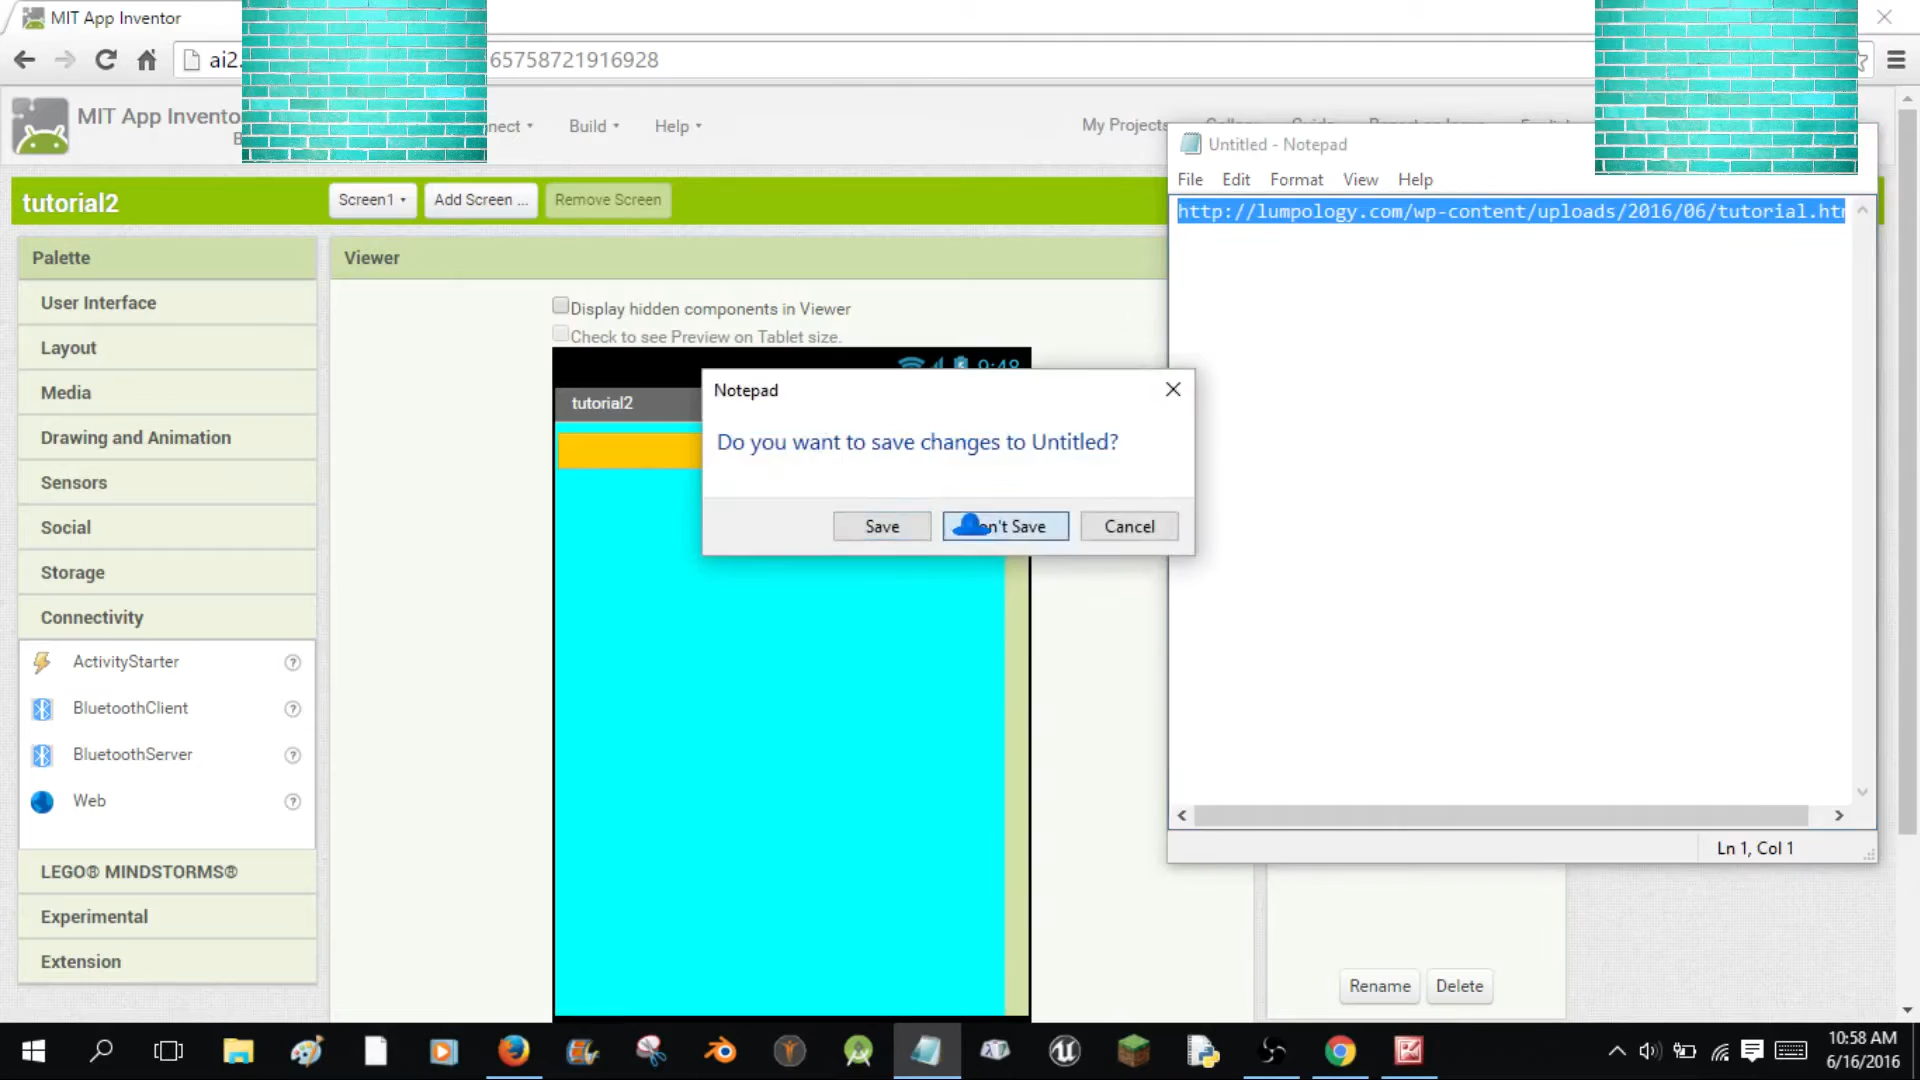 MIT App Inventor
ai2.
65758721916928
MIT App Invento
Build
Help
My Projects
Untitled - Notepad
File Edit Format View Help
http://lumpology.com/wp-content/uploads/2016/06/tutorial.htm
tutorial2
Screen1
Add Screen ...
Remove Screen
Palette
Viewer
User Interface
Layout
Media
Drawing and Animation
Sensors
Social
Storage
Connectivity
ActivityStarter
BluetoothClient
BluetoothServer
Web
LEGO® MINDSTORMS®
Experimental
Extension
Display hidden components in Viewer
Check to see Preview on Tablet size.
9:48
tutorial2
Notepad
Do you want to save changes to Untitled?
Save
Save
Cancel
Ln 1, Col 1
Rename
Delete
10:58 AM
6/16/2016